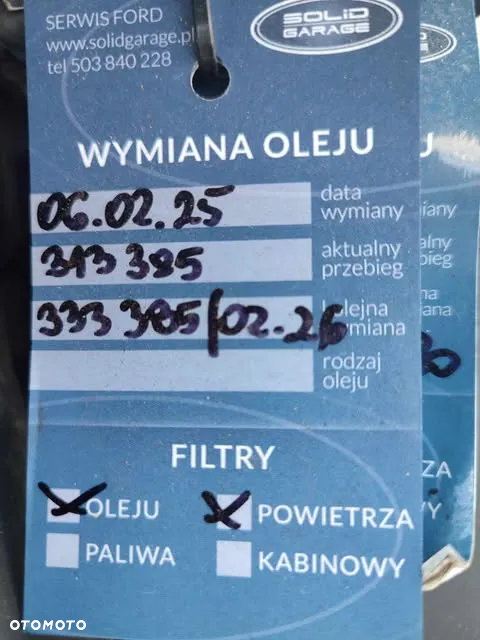 SERWIS FORD
www.solidgarage.pl
tel 503 840 228
SOLID
GARAGE
WYMIANA OLEJU
06.02.25
data
wymiany
313 385
aktualny
przebieg
333 385/02.26
kolejna
wymiana
rodzaj
oleju
FILTRY
OLEJU
POWIETRZA
PALIWA
KABINOWY
OTOMOTO